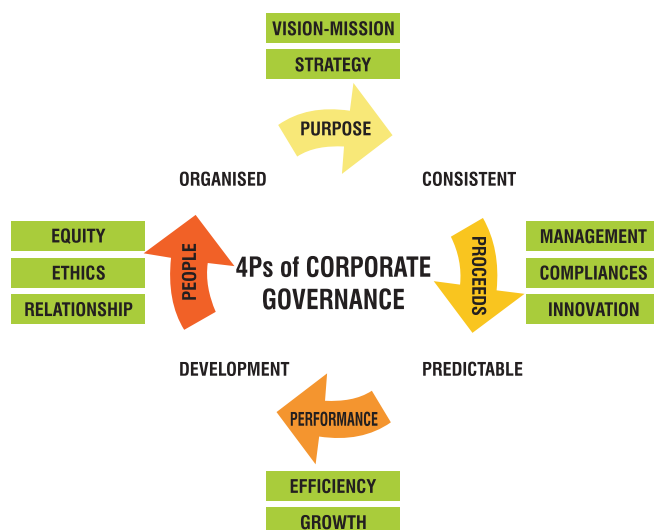 VISION-MISSION
STRATEGY
PURPOSE
ORGANISED
CONSISTENT
EQUITY
ETHICS
RELATIONSHIP
PEOPLE
4Ps of CORPORATE
GOVERNANCE
PROCEEDS
MANAGEMENT
COMPLIANCES
INNOVATION
DEVELOPMENT
PREDICTABLE
PERFORMANCE
EFFICIENCY
GROWTH